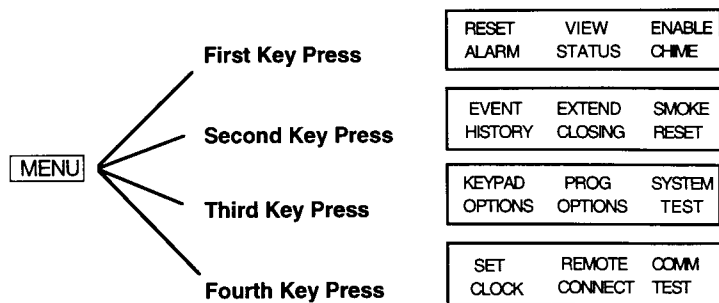 MENU
First Key Press
RESET VIEW ENABLE
ALARM STATUS CHIME
Second Key Press
EVENT EXTEND SMOKE
HISTORY CLOSING RESET
Third Key Press
KEYPAD PROG SYSTEM
OPTIONS OPTIONS TEST
Fourth Key Press
SET REMOTE COMM
CLOCK CONNECT TEST